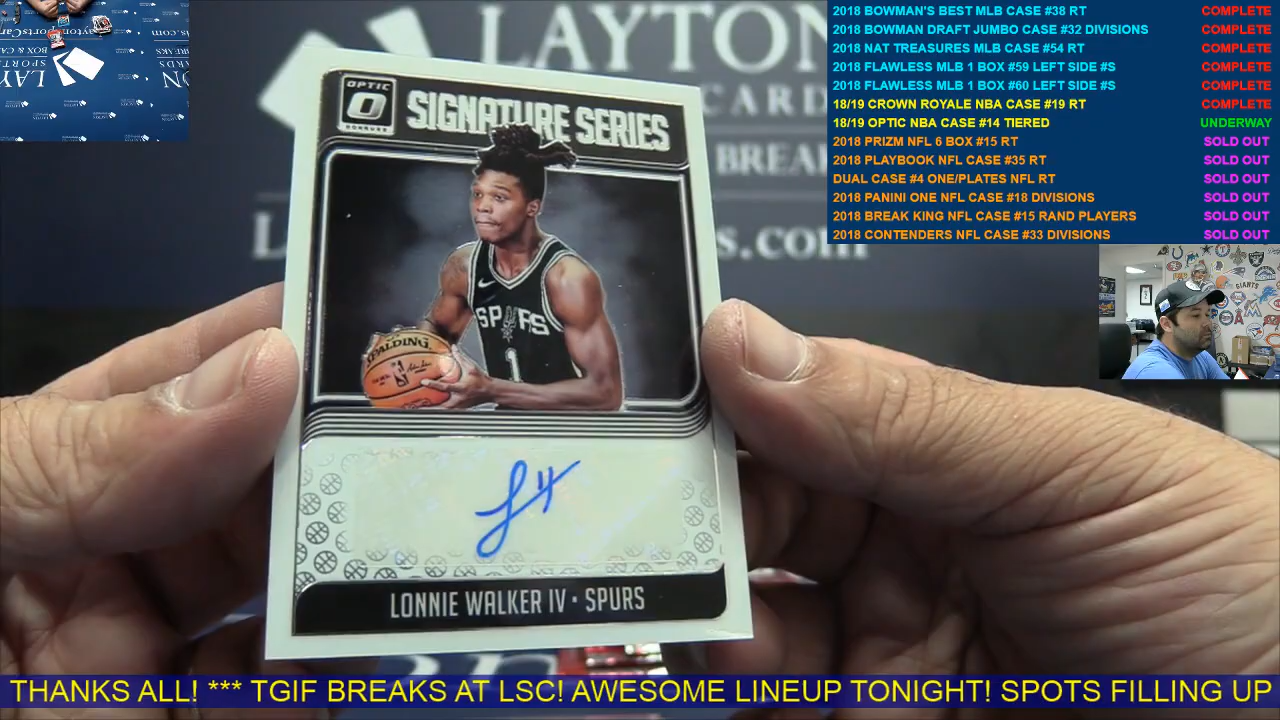 2018 BOWMAN'S BEST MLB CASE #38 RT COMPLETE
2018 BOWMAN DRAFT JUMBO CASE #32 DIVISIONS COMPLETE
2018 NAT TREASURES MLB CASE #54 RT COMPLETE
2018 FLAWLESS MLB 1 BOX #59 LEFT SIDE #S COMPLETE
2018 FLAWLESS MLB 1 BOX #60 LEFT SIDE #S COMPLETE
18/19 CROWN ROYALE NBA CASE #19 RT COMPLETE
18/19 OPTIC NBA CASE #14 TIERED UNDERWAY
2018 PRIZM NFL 6 BOX #15 RT SOLD OUT
2018 PLAYBOOK NFL CASE #35 RT SOLD OUT
DUAL CASE #4 ONE/PLATES NFL RT SOLD OUT
2018 PANINI ONE NFL CASE #18 DIVISIONS SOLD OUT
2018 BREAK KING NFL CASE #15 RAND PLAYERS SOLD OUT
2018 CONTENDERS NFL CASE #33 DIVISIONS SOLD OUT
LAYTON
CARD
BREA
s.com
OPTIC
DONRUSS
SIGNATURE SERIES
SPURS
1
SPALDING
LONNIE WALKER IV · SPURS
GIANTS
THANKS ALL! *** TGIF BREAKS AT LSC! AWESOME LINEUP TONIGHT! SPOTS FILLING UP